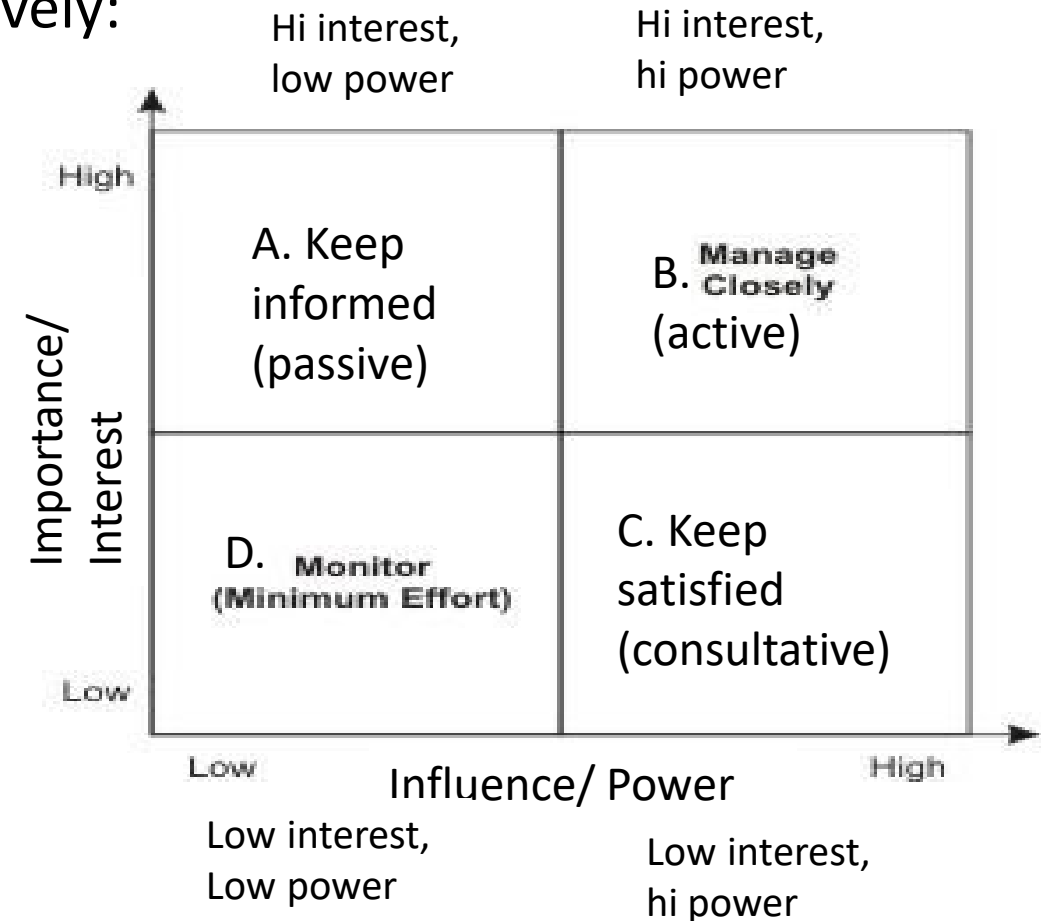 vely:
Hi interest,
low power
Hi interest,
hi power
High
A. Keep
informed
(passive)
B. Manage
Closely
(active)
Importance/
Interest
D. Monitor
(Minimum Effort)
C. Keep
satisfied
(consultative)
Low
Low
Influence/ Power
High
Low interest,
Low power
Low interest,
hi power